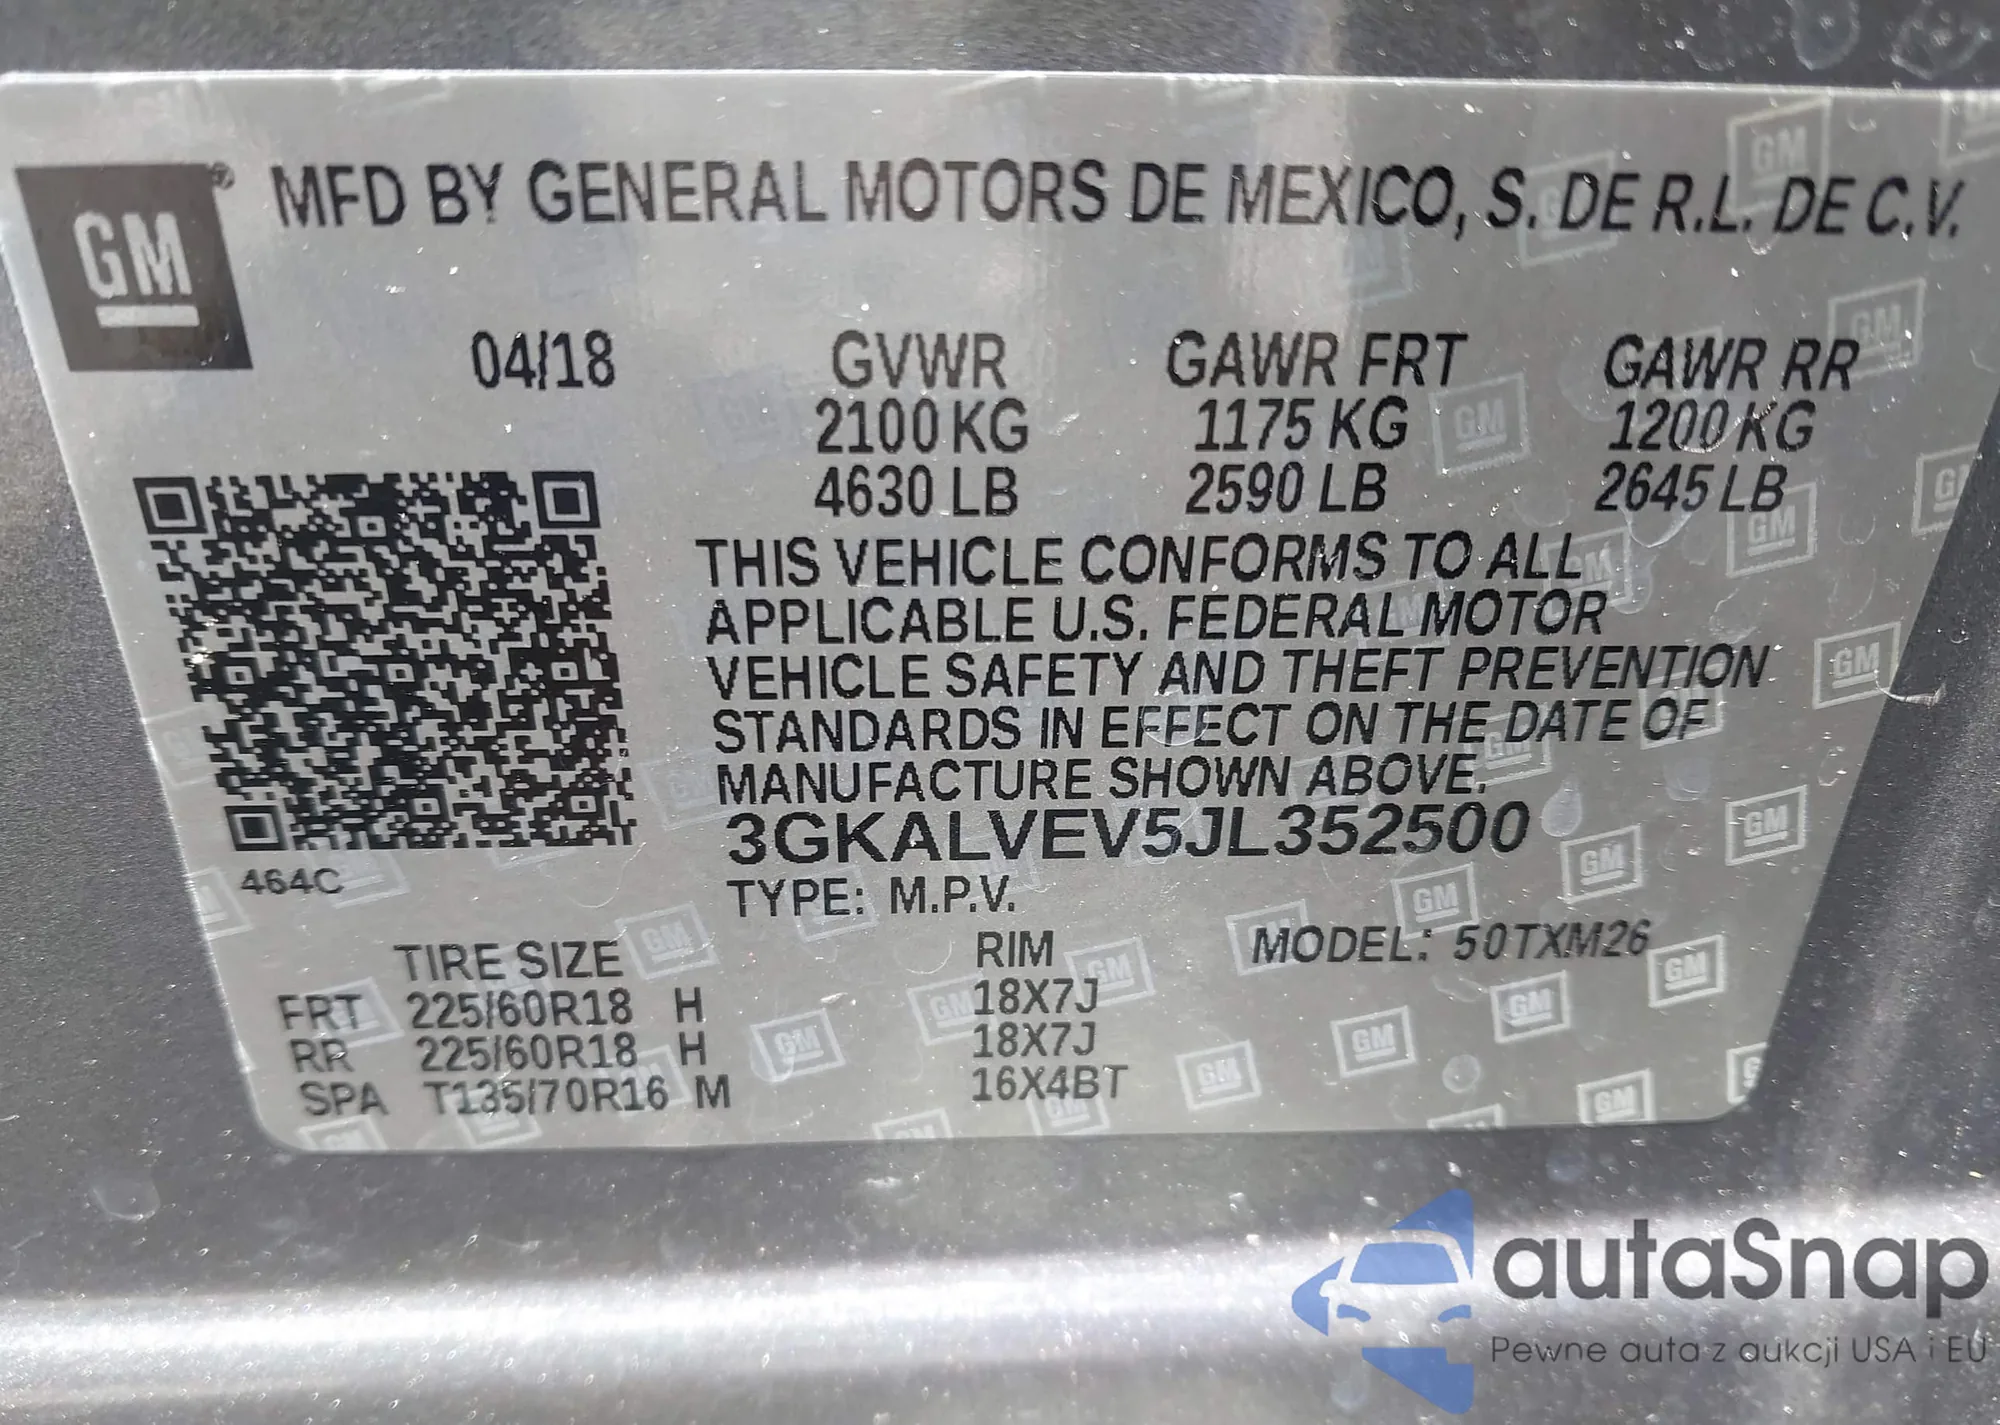 GM® MFD BY GENERAL MOTORS DE MEXICO, S. DE R.L. DE C.V.
04/18 GVWR GAWR FRT GAWR RR
2100 KG 1175 KG 1200 KG
4630 LB 2590 LB 2645 LB
THIS VEHICLE CONFORMS TO ALL
APPLICABLE U.S. FEDERAL MOTOR
VEHICLE SAFETY AND THEFT PREVENTION
STANDARDS IN EFFECT ON THE DATE OF
MANUFACTURE SHOWN ABOVE.
3GKALVEV5JL352500
464C
TYPE: M.P.V.
TIRE SIZE RIM MODEL: 50TXM26
FRT 225/60R18 H 18X7J
RR 225/60R18 H 18X7J
SPA T135/70R16 M 16X4BT
autaSnap
Pewne auta z aukcji USA i EU